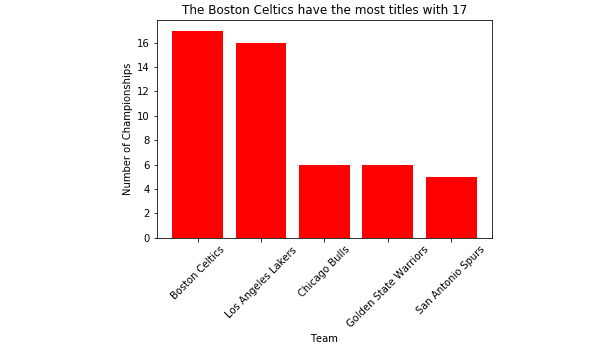 The Boston Celtics have the most titles with 17
Number of Championships
16
14
12
10
8
6
4
2
0
Boston Celtics
Los Angeles Lakers
Chicago Bulls
Golden State Warriors
San Antonio Spurs
Team